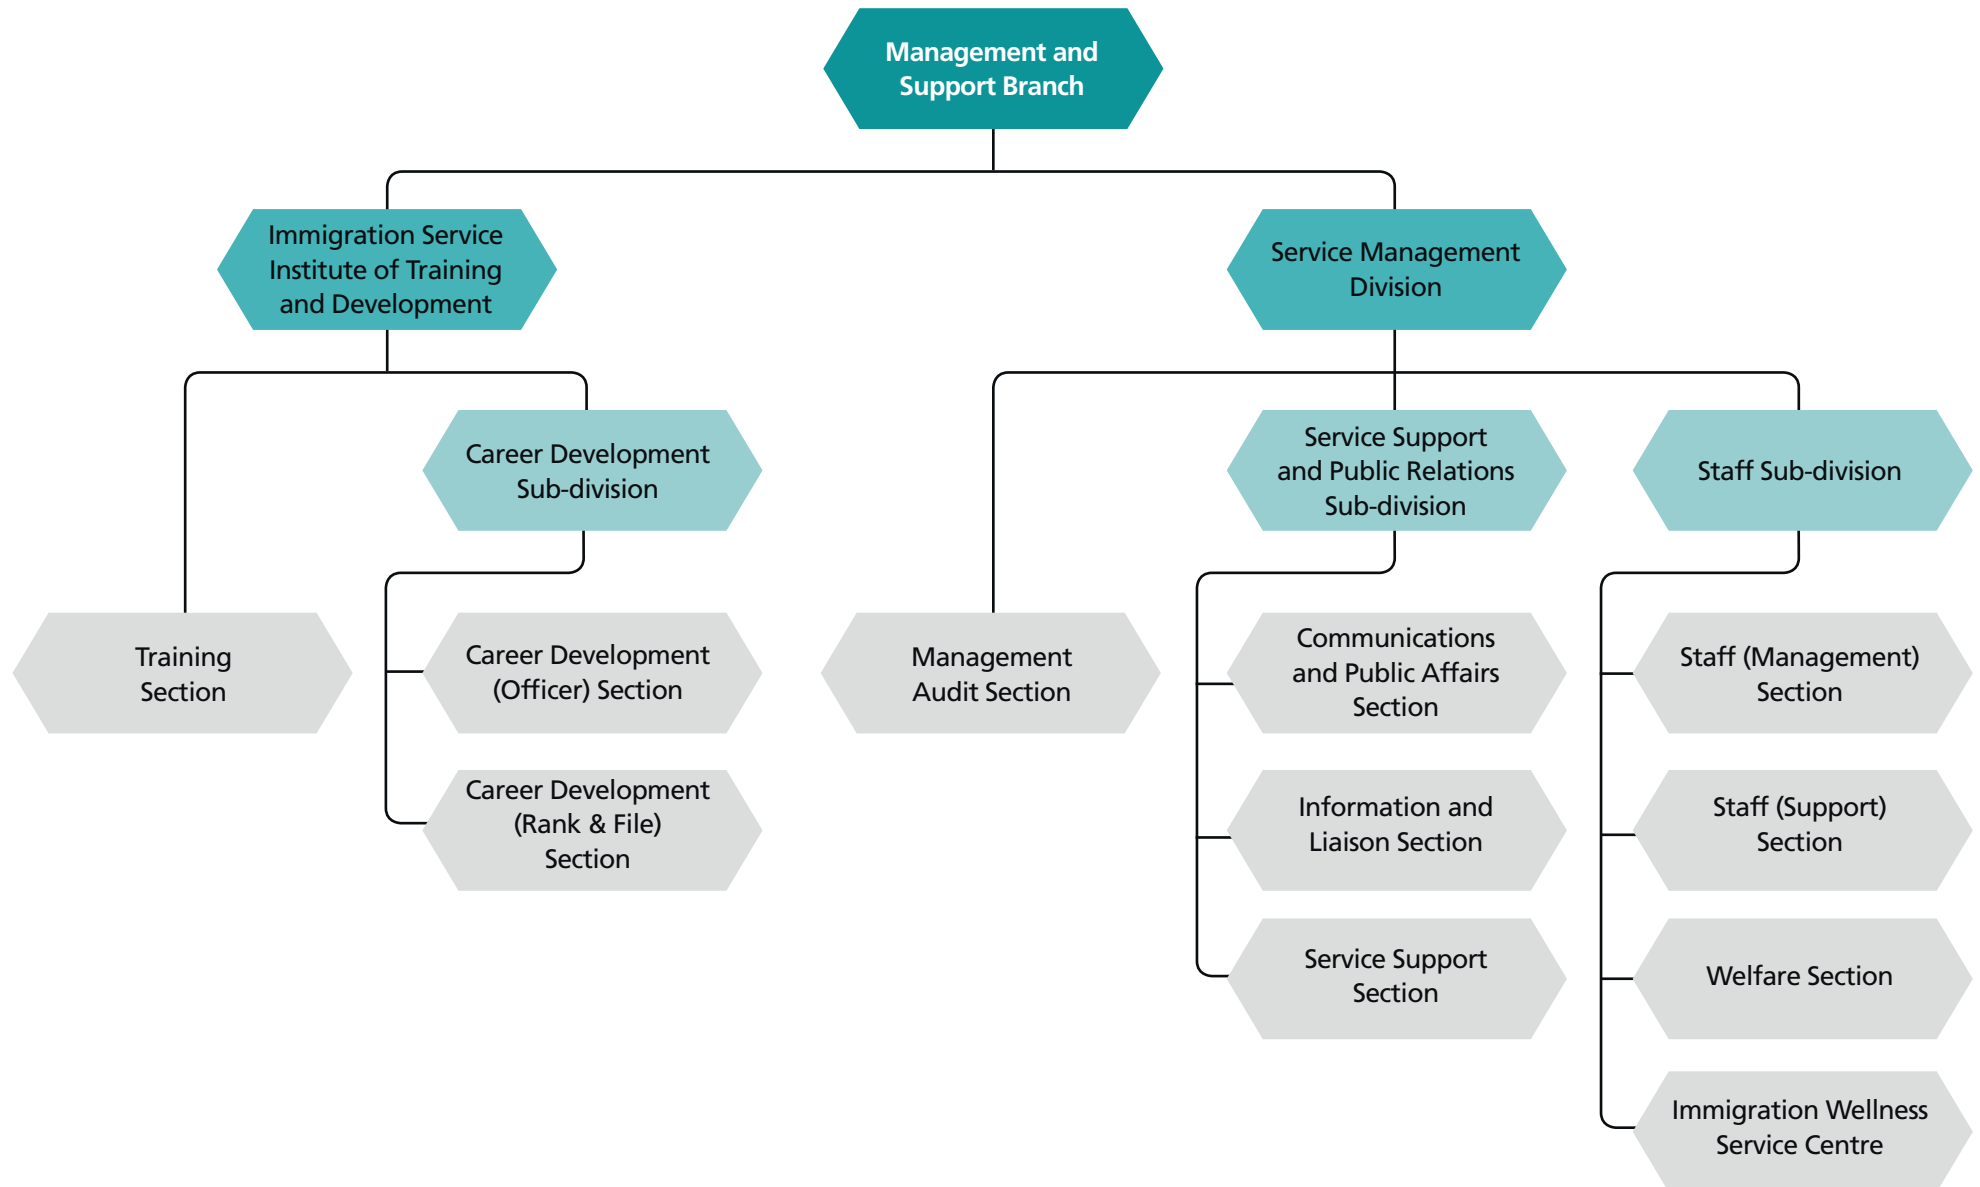 Management and
Support Branch
Immigration Service
Institute of Training
and Development
Service Management
Division
Career Development
Sub-division
Service Support
and Public Relations
Sub-division
Staff Sub-division
Training
Section
Career Development
(Officer) Section
Management
Audit Section
Communications
and Public Affairs
Section
Staff (Management)
Section
Career Development
(Rank & File)
Section
Information and
Liaison Section
Staff (Support)
Section
Service Support
Section
Welfare Section
Immigration Wellness
Service Centre